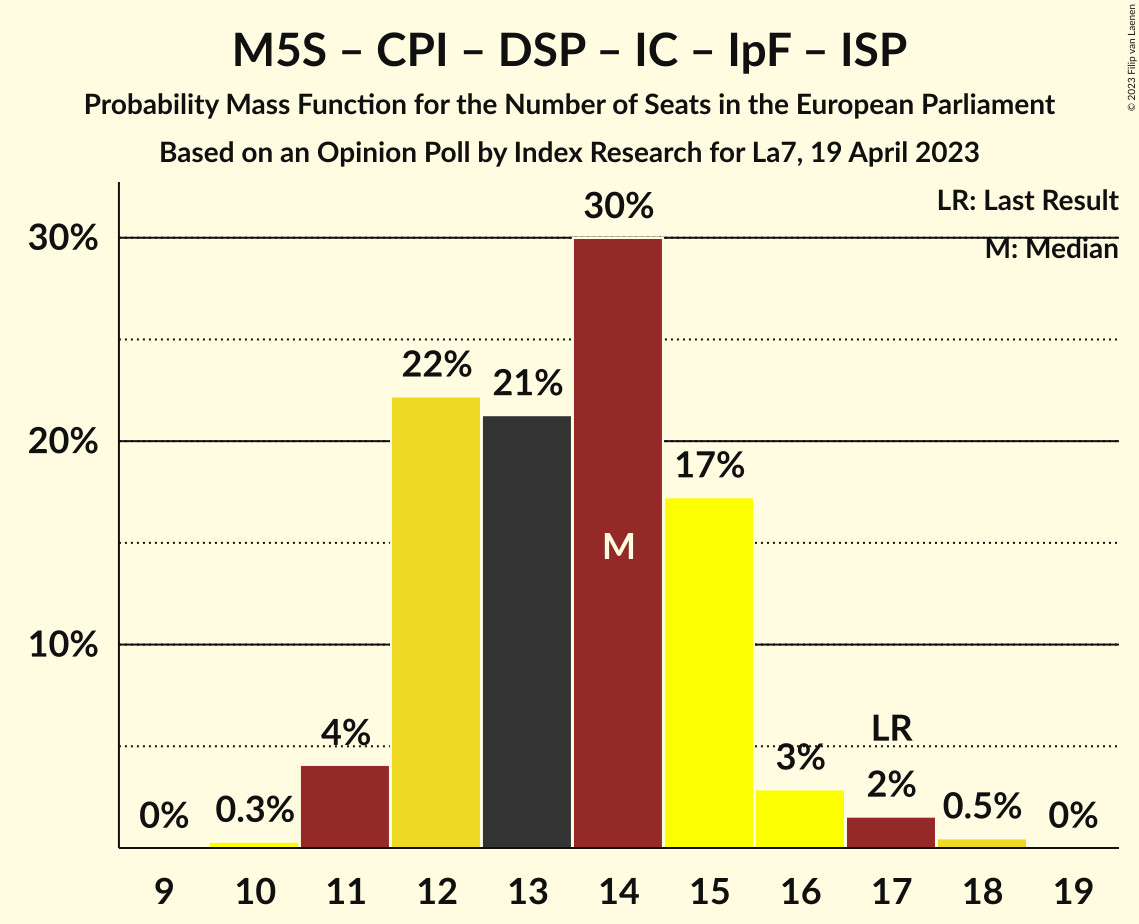 M5S – CPI – DSP – IC – IpF – ISP
Probability Mass Function for the Number of Seats in the European Parliament
Based on an Opinion Poll by Index Research for La7, 19 April 2023
© 2023 Filip van Laenen
LR: Last Result
M: Median
30%
20%
10%
0%
0.3%
4%
22%
21%
30%
M
17%
3%
LR
2%
0.5%
0%
9 10 11 12 13 14 15 16 17 18 19